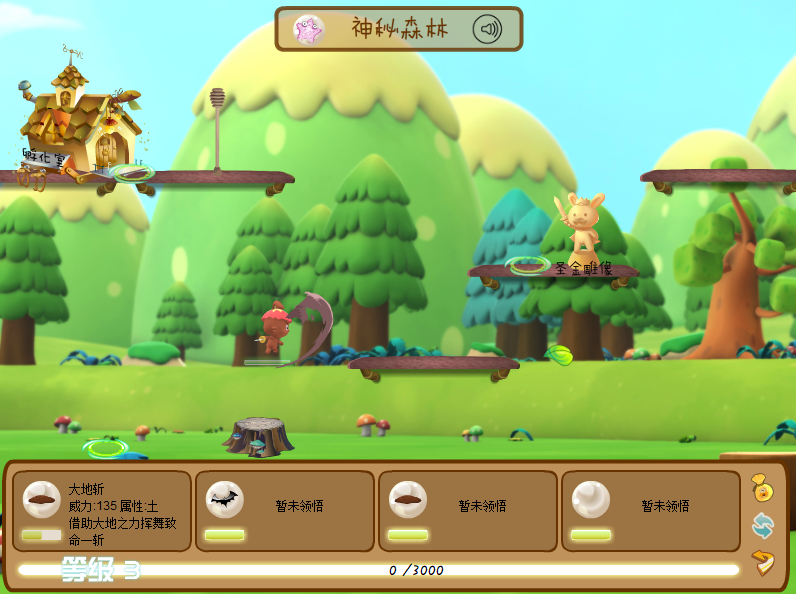 神秘森林
孵化室
圣金雕像
大地斩
威力:135 属性:土
借助大地之力挥舞致
命一斩
暂未领悟
暂未领悟
暂未领悟
等级 3
0 /3000